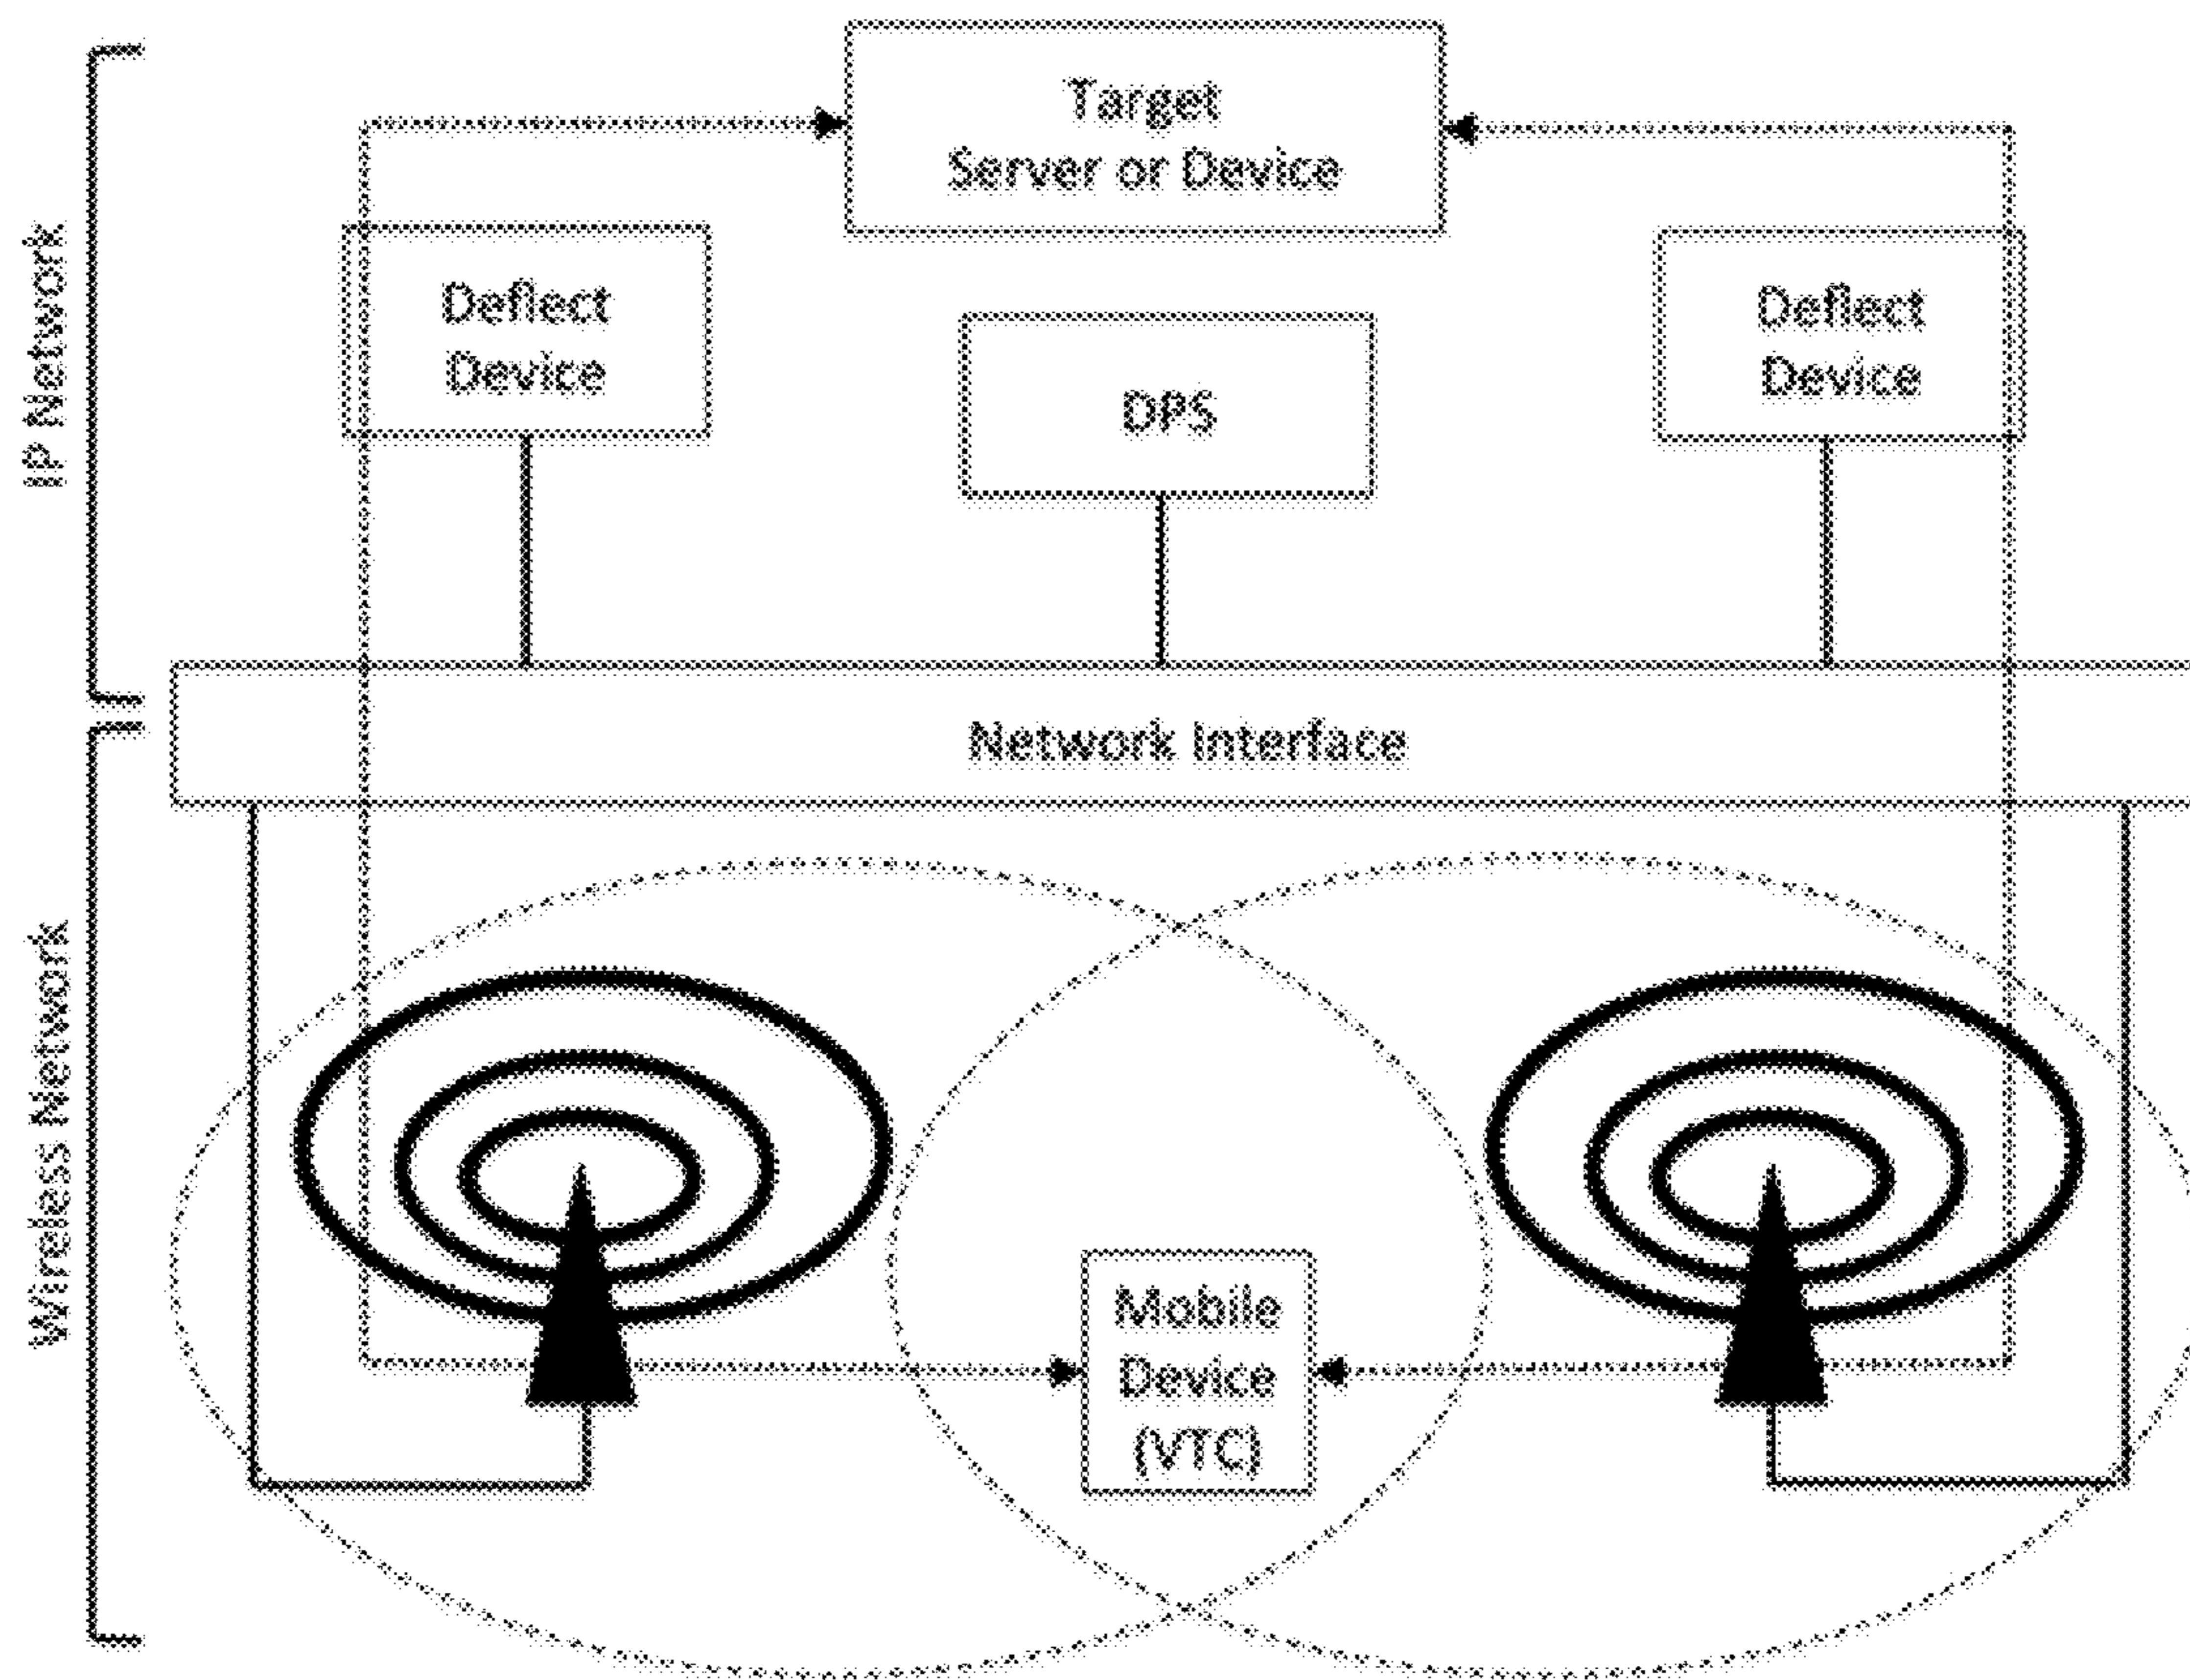 Target
Server or Device
Deflect
Device
DPS
Deflect
Device
IP Network
Network Interface
Wireless Network
Mobile
Device
(VTC)